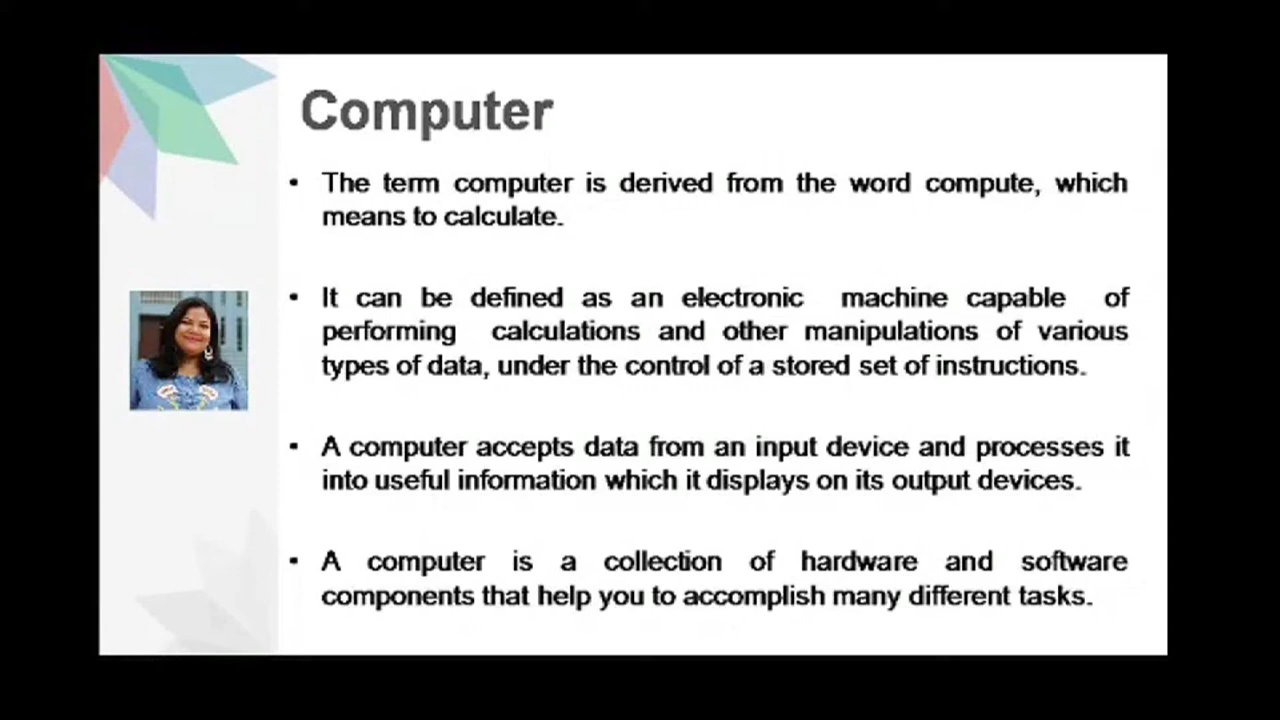 Computer
• The term computer is derived from the word compute, which
means to calculate.
• It can be defined as an electronic machine capable of
performing calculations and other manipulations of various
types of data, under the control of a stored set of instructions.
• A computer accepts data from an input device and processes it
into useful information which it displays on its output devices.
• A computer is a collection of hardware and software
components that help you to accomplish many different tasks.